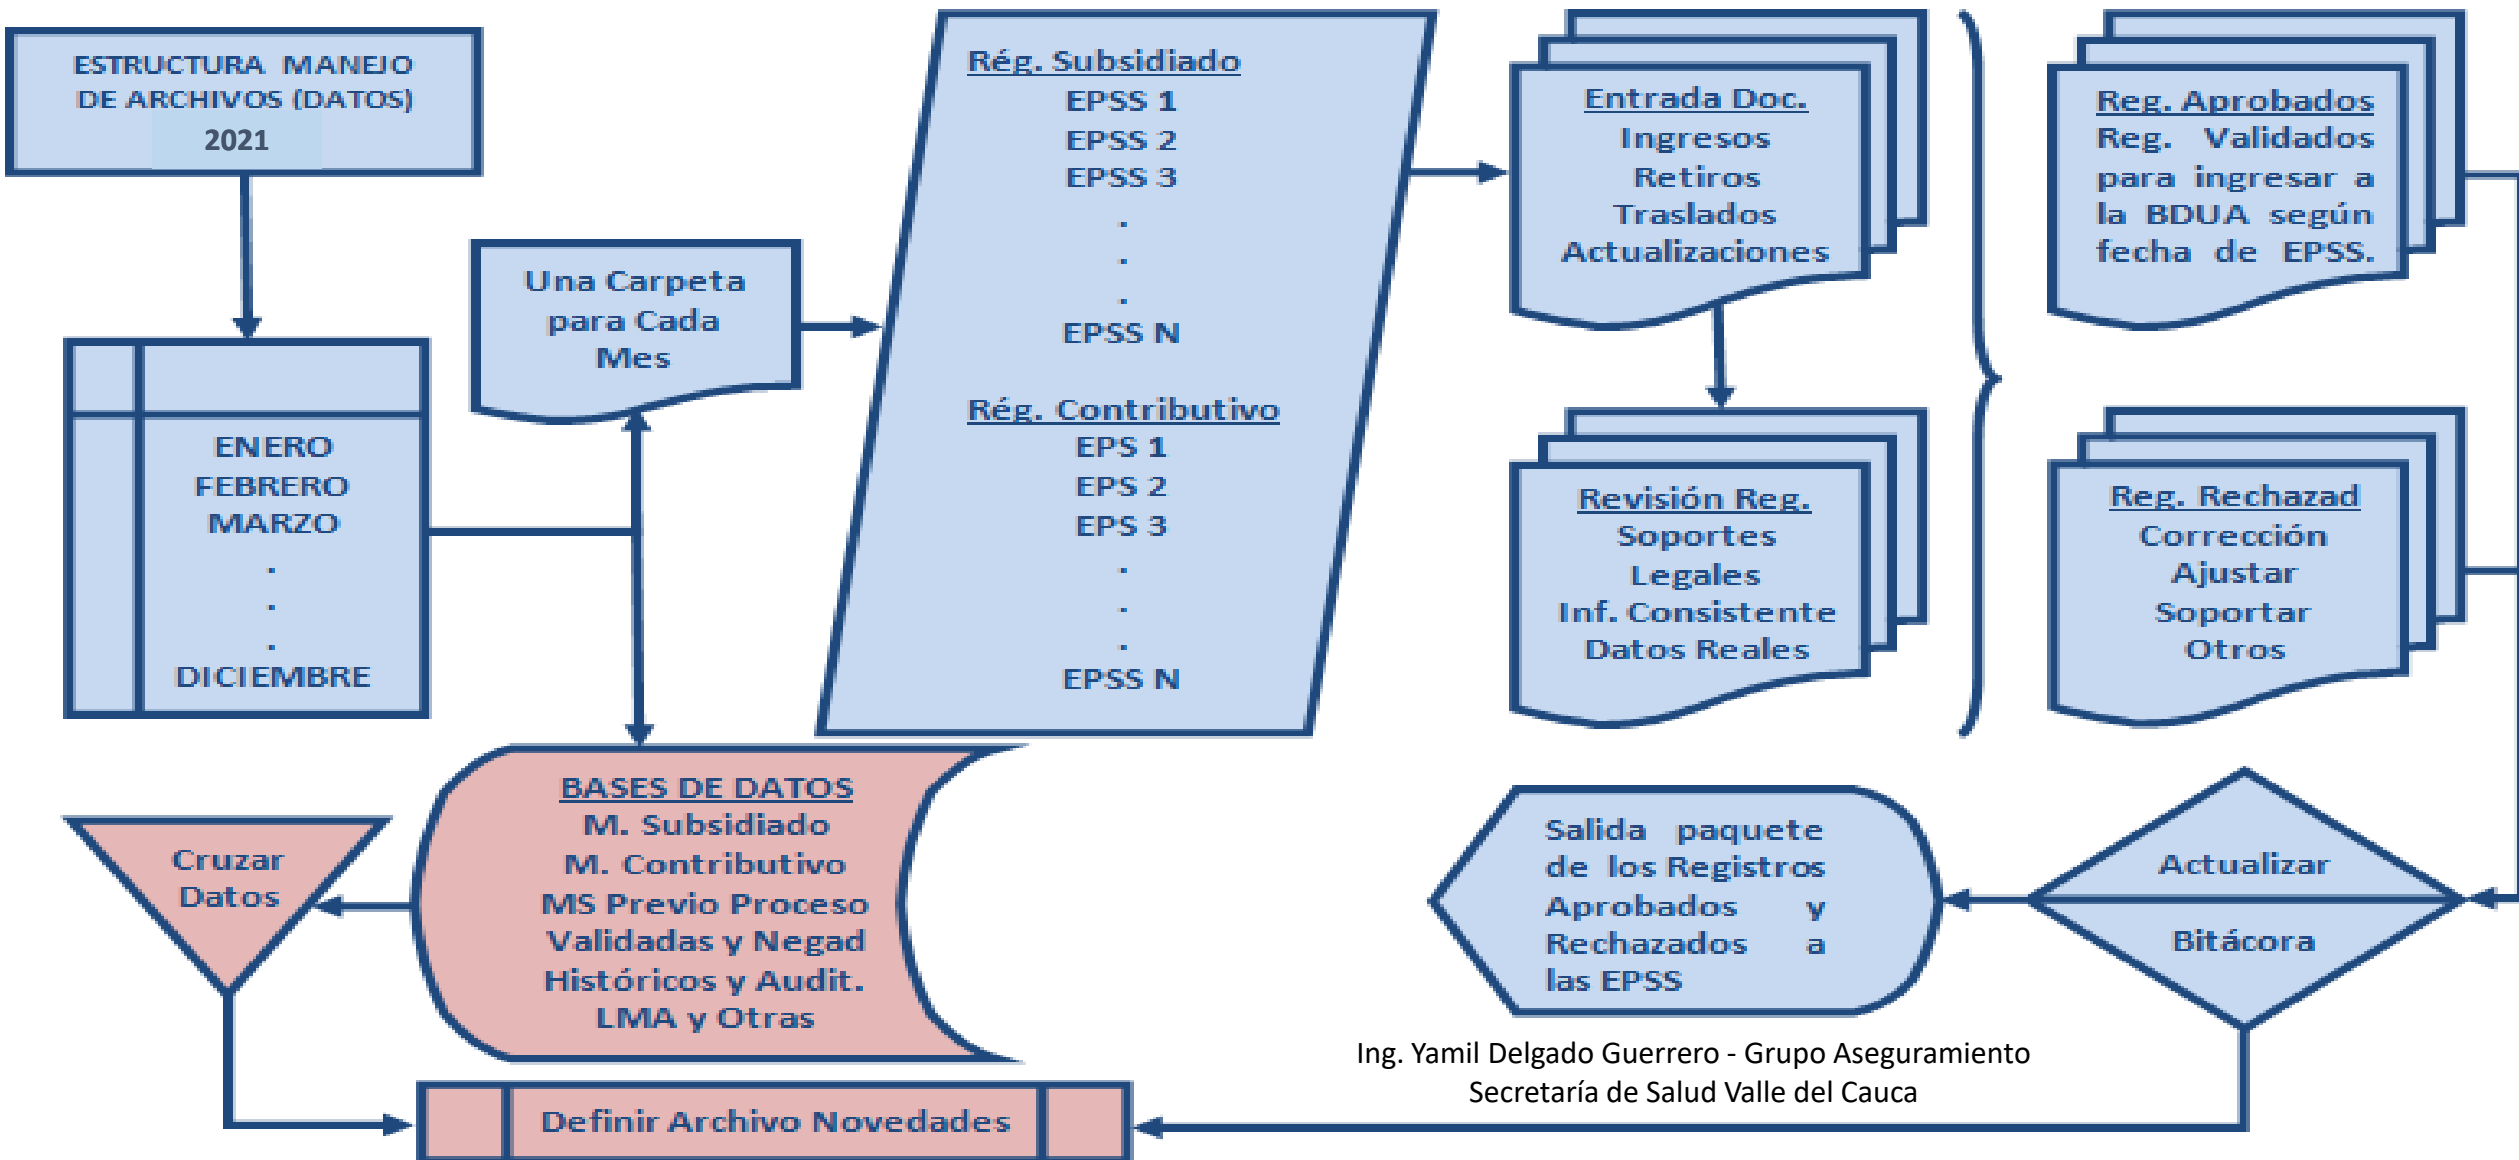 ESTRUCTURA MANEJO
DE ARCHIVOS (DATOS)
2021
ENERO
FEBRERO
MARZO
.
.
.
DICIEMBRE
Una Carpeta
para Cada
Mes
Rég. Subsidiado
EPSS 1
EPSS 2
EPSS 3
.
.
.
EPSS N
Rég. Contributivo
EPS 1
EPS 2
EPS 3
.
.
.
EPSS N
Entrada Doc.
Ingresos
Retiros
Traslados
Actualizaciones
Revisión Reg.
Soportes
Legales
Inf. Consistente
Datos Reales
Reg. Aprobados
Reg. Validados
para ingresar a
la BDUA según
fecha de EPSS.
Reg. Rechazad
Corrección
Ajustar
Soportar
Otros
Actualizar
Bitácora
Salida paquete
de los Registros
Aprobados y
Rechazados a
las EPSS
BASES DE DATOS
M. Subsidiado
M. Contributivo
MS Previo Proceso
Validadas y Negad
Históricos y Audit.
LMA y Otras
Cruzar
Datos
Definir Archivo Novedades
Ing. Yamil Delgado Guerrero - Grupo Aseguramiento
Secretaría de Salud Valle del Cauca